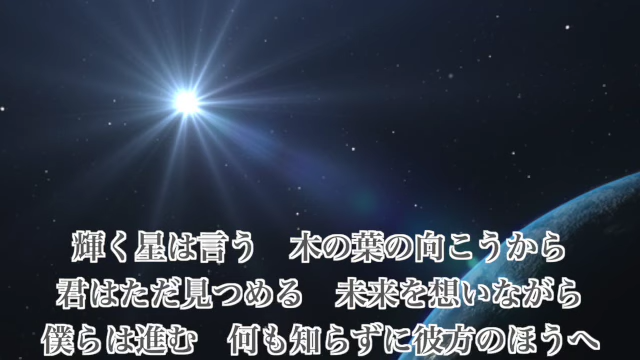 輝く星は言う　木の葉の向こうから
君はただ見つめる　未来を想いながら
僕らは進む　何も知らずに彼方のほうへ